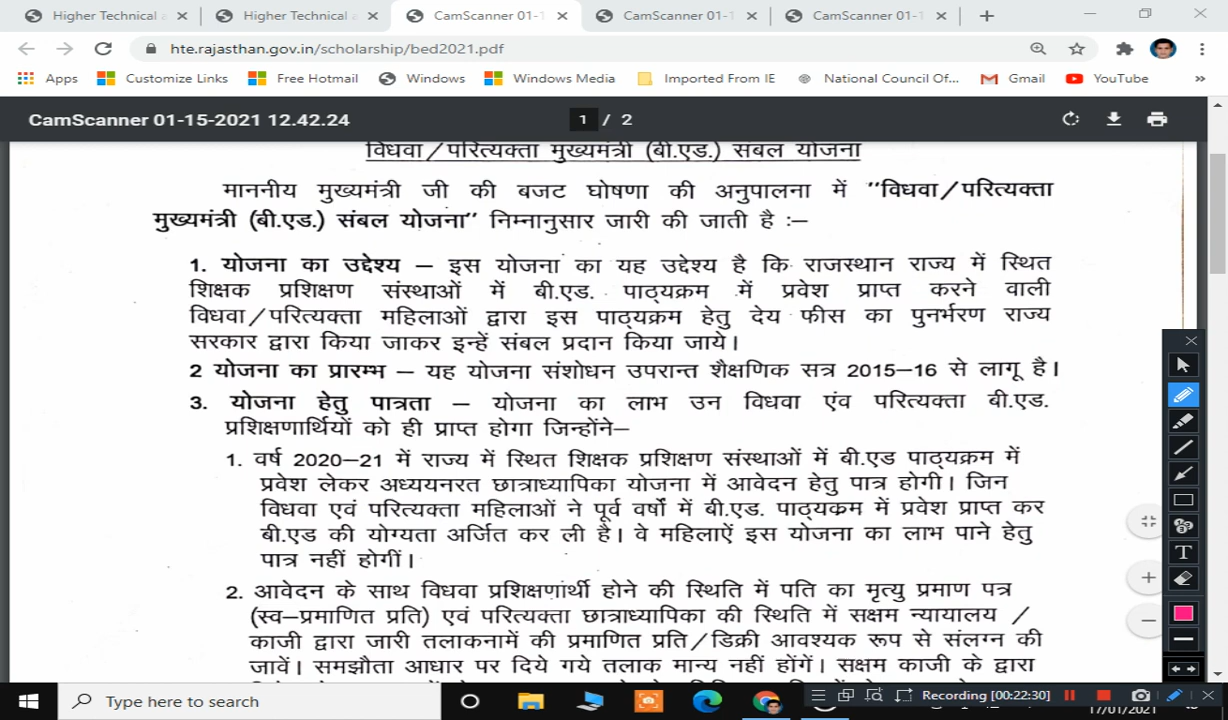 Higher Technical
Higher Technical
CamScanner 01-1
CamScanner 01-1
CamScanner 01-1
hte.rajasthan.gov.in/scholarship/bed2021.pdf
Apps Customize Links Free Hotmail Windows Windows Media Imported From IE National Council Of... Gmail YouTube »
CamScanner 01-15-2021 12.42.24 1 / 2
विधवा/परित्यक्ता मुख्यमंत्री (बी.एड.) संबल योजना
माननीय मुख्यमंत्री जी की बजट घोषणा की अनुपालना में "विधवा/परित्यक्ता
मुख्यमंत्री (बी.एड.) संबल योजना" निम्नानुसार जारी की जाती है :–
1. योजना का उद्देश्य – इस योजना का यह उद्देश्य है कि राजस्थान राज्य में स्थित
शिक्षक प्रशिक्षण संस्थाओं में बी.एड. पाठ्यक्रम में प्रवेश प्राप्त करने वाली
विधवा/परित्यक्ता महिलाओं द्वारा इस पाठ्यक्रम हेतु देय फीस का पुनर्भरण राज्य
सरकार द्वारा किया जाकर इन्हें संबल प्रदान किया जाये।
2 योजना का प्रारम्भ – यह योजना संशोधन उपरान्त शैक्षणिक सत्र 2015–16 से लागू है।
3. योजना हेतु पात्रता – योजना का लाभ उन विधवा एंव परित्यक्ता बी.एड.
प्रशिक्षणार्थियों को ही प्राप्त होगा जिन्होंने–
1. वर्ष 2020–21 में राज्य में स्थित शिक्षक प्रशिक्षण संस्थाओं में बी.एड पाठ्यक्रम में
प्रवेश लेकर अध्ययनरत छात्राध्यापिका योजना में आवेदन हेतु पात्र होगी। जिन
विधवा एवं परित्यक्ता महिलाओं ने पूर्व वर्षों में बी.एड. पाठ्यक्रम में प्रवेश प्राप्त कर
बी.एड की योग्यता अर्जित कर ली है। वे महिलाऐं इस योजना का लाभ पाने हेतु
पात्र नहीं होगीं।
2. आवेदन के साथ विधवा प्रशिक्षणार्थी होने की स्थिति में पति का मृत्यु प्रमाण पत्र
(स्व–प्रमाणित प्रति) एवं परित्यक्ता छात्राध्यापिका की स्थिति में सक्षम न्यायालय /
काजी द्वारा जारी तलाकनामें की प्रमाणित प्रति/डिक्री आवश्यक रूप से संलग्न की
जावें। समझौता आधार पर दिये गये तलाक मान्य नहीं होंगें। सक्षम काजी के द्वारा
T
Type here to search
Recording [00:22:30]
17/01/2021